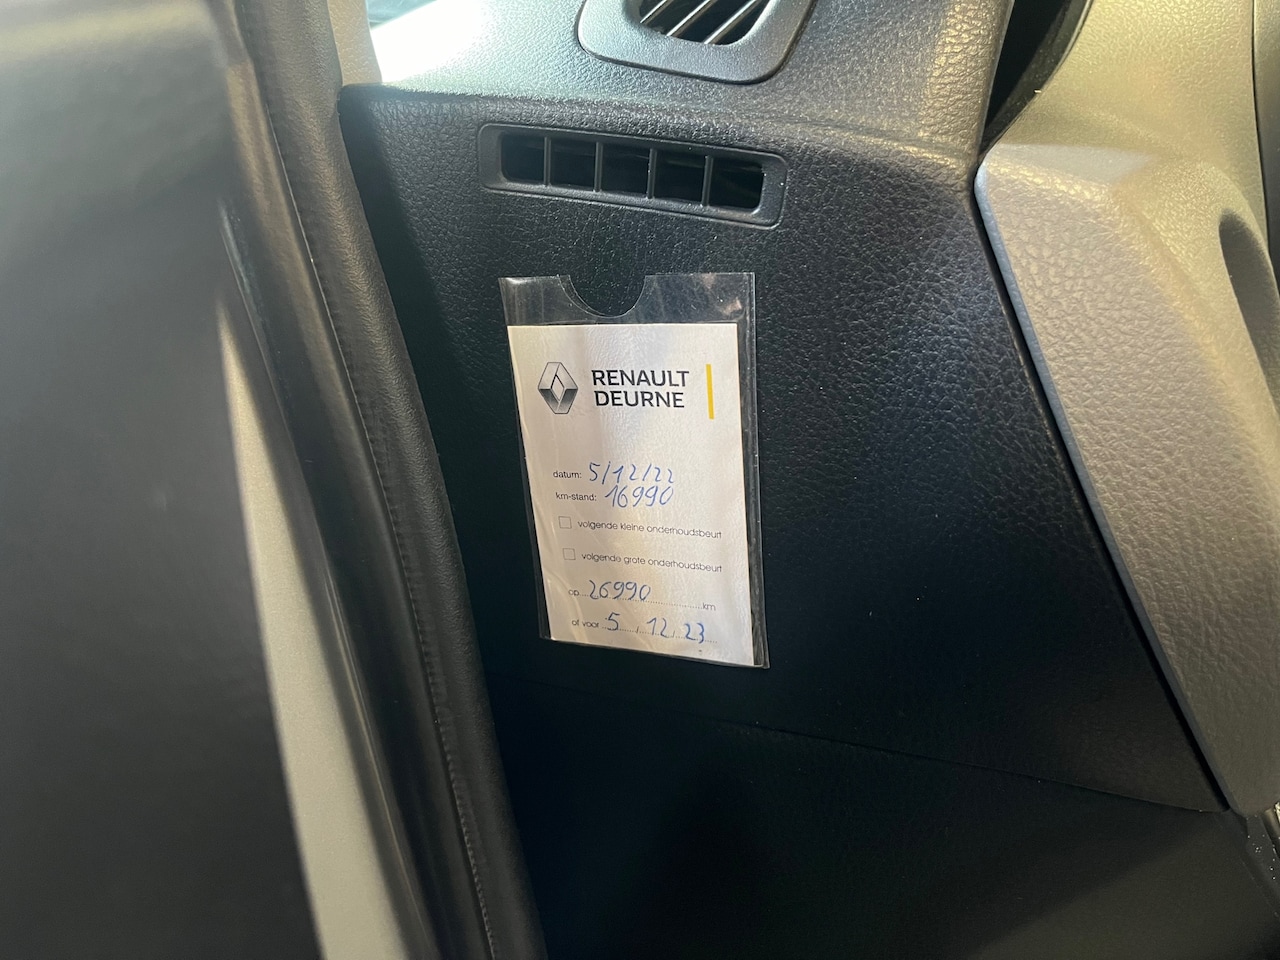 RENAULT
DEURNE
datum: 5/12/22
km-stand: 16990
volgende kleine onderhoudsbeurt
volgende grote onderhoudsbeurt
op...26990...............km
of voor ..5....,.12.,.23...